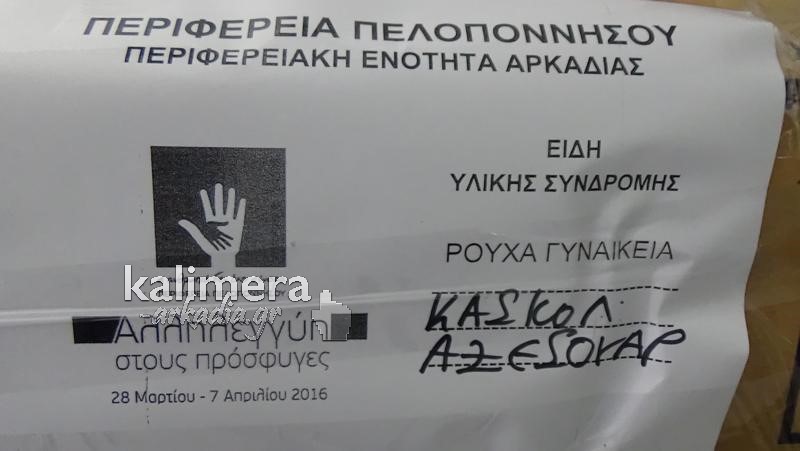 ΠΕΡΙΦΕΡΕΙΑ ΠΕΛΟΠΟΝΝΗΣΟΥ
ΠΕΡΙΦΕΡΕΙΑΚΗ ΕΝΟΤΗΤΑ ΑΡΚΑΔΙΑΣ
ΕΙΔΗ
ΥΛΙΚΗΣ ΣΥΝΔΡΟΜΗΣ
ΡΟΥΧΑ ΓΥΝΑΙΚΕΙΑ
ΚΑΣΚΟΛ
ΑΞΕΣΟΥΑΡ
kalimera
arkadia.gr
Αλληλεγγύη
στους πρόσφυγες
28 Μαρτίου - 7 Απριλίου 2016